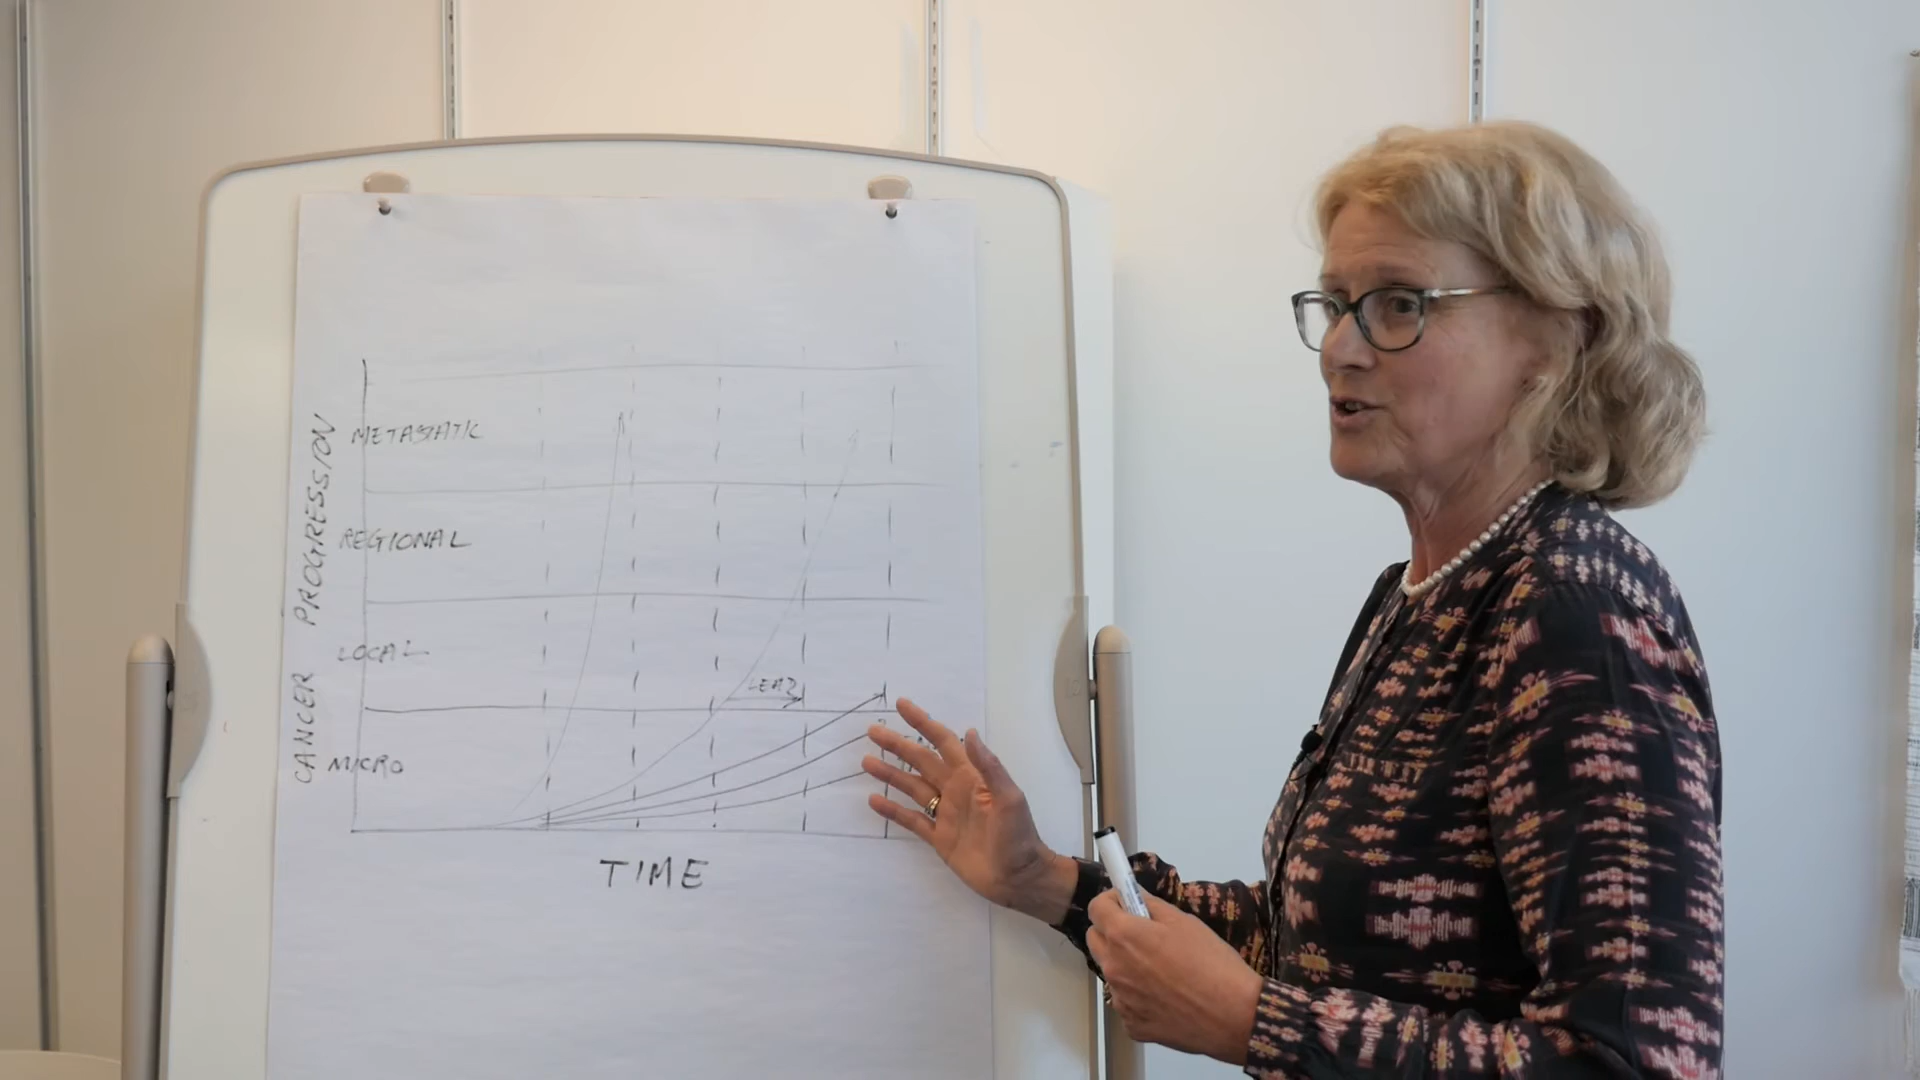 CANCER PROGRESSION
METASTATIC
REGIONAL
LOCAL
LEAD
MICRO
TIME